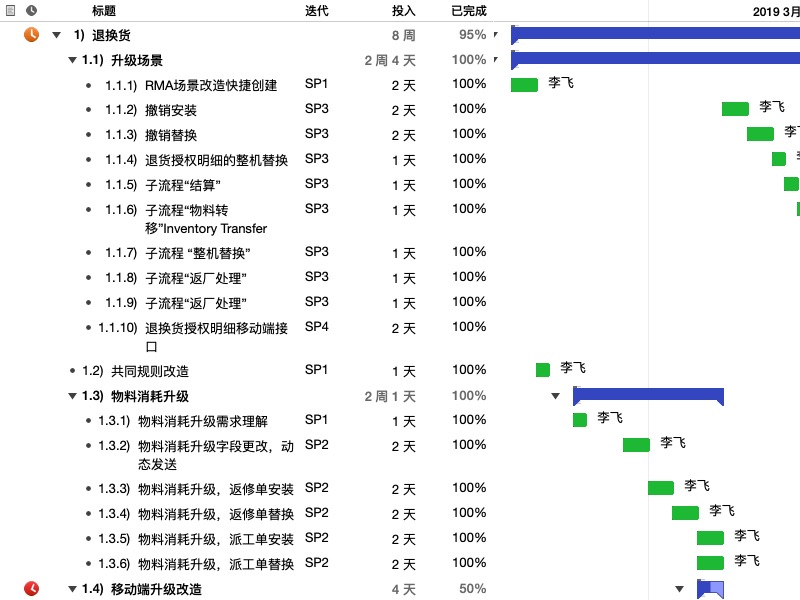 标题 迭代 投入 已完成 2019 3月
1) 退换货 8 周 95%
1.1) 升级场景 2 周 4 天 100%
1.1.1) RMA场景改造快捷创建 SP1 2 天 100% 李飞
1.1.2) 撤销安装 SP3 2 天 100% 李飞
1.1.3) 撤销替换 SP3 2 天 100% 李
1.1.4) 退货授权明细的整机替换 SP3 1 天 100%
1.1.5) 子流程“结算” SP3 1 天 100%
1.1.6) 子流程“物料转 SP3 1 天 100%
移”Inventory Transfer
1.1.7) 子流程 “整机替换” SP3 1 天 100%
1.1.8) 子流程“返厂处理” SP3 1 天 100%
1.1.9) 子流程“返厂处理” SP3 1 天 100%
1.1.10) 退换货授权明细移动端接 SP4 2 天 100%
口
1.2) 共同规则改造 SP1 1 天 100% 李飞
1.3) 物料消耗升级 2 周 1 天 100%
1.3.1) 物料消耗升级需求理解 SP1 1 天 100% 李飞
1.3.2) 物料消耗升级字段更改，动 SP2 2 天 100% 李飞
态发送
1.3.3) 物料消耗升级，返修单安装 SP2 2 天 100% 李飞
1.3.4) 物料消耗升级，返修单替换 SP2 2 天 100% 李飞
1.3.5) 物料消耗升级，派工单安装 SP2 2 天 100% 李飞
1.3.6) 物料消耗升级，派工单替换 SP2 2 天 100% 李飞
1.4) 移动端升级改造 4 天 50%